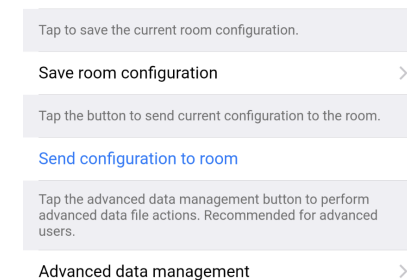 Tap to save the current room configuration.
Save room configuration
Tap the button to send current configuration to the room.
Send configuration to room
Tap the advanced data management button to perform
advanced data file actions. Recommended for advanced
users.
Advanced data management